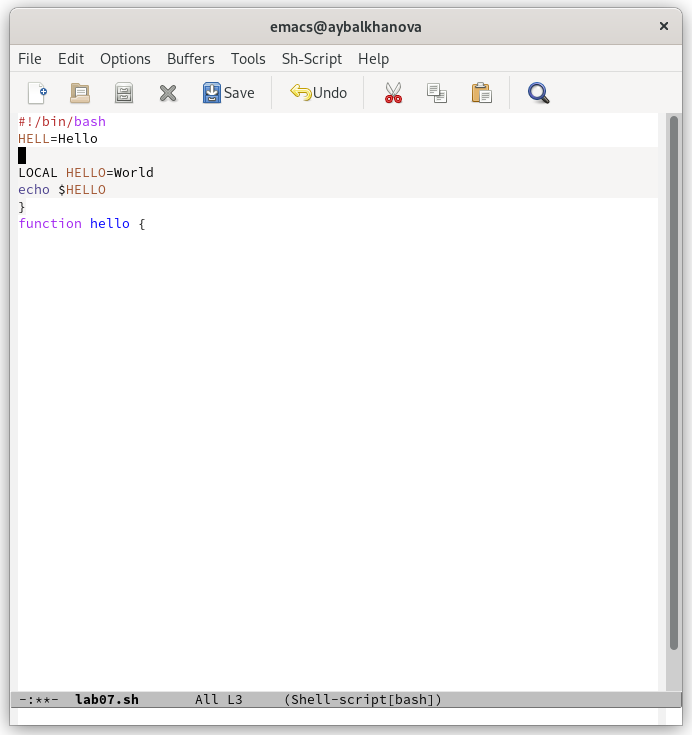 emacs@aybalkhanova ×
File Edit Options Buffers Tools Sh-Script Help
Save Undo
#!/bin/bash
HELL=Hello
LOCAL HELLO=World
echo $HELLO
}
function hello {
-:**- lab07.sh All L3 (Shell-script[bash])